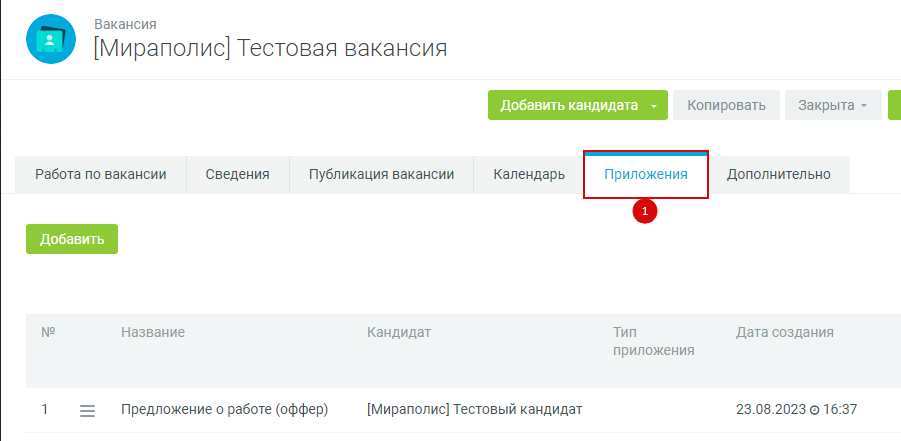 Вакансия
[Мираполис] Тестовая вакансия
Добавить кандидата Копировать Закрыта
Работа по вакансии Сведения Публикация вакансии Календарь Приложения Дополнительно
1
Добавить
№ Название Кандидат Тип приложения Дата создания
1 Предложение о работе (оффер) [Мираполис] Тестовый кандидат 23.08.2023 16:37